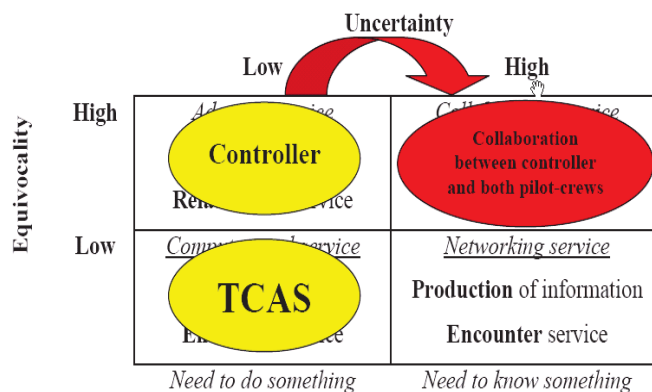 Uncertainty
Low High
High
Equivocality
Controller
Collaboration
between controller
and both pilot-crews
Low
service Networking service
TCAS
Production of information
Encounter service
Need to do something Need to know something